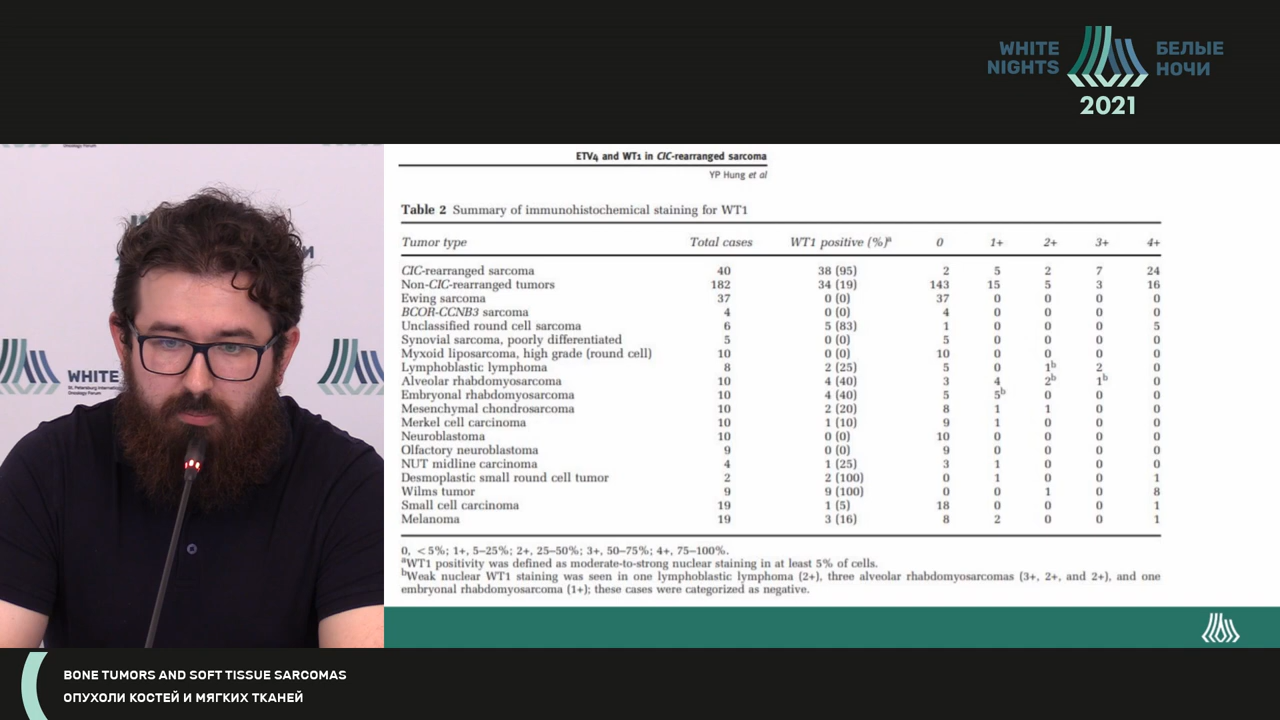 WHITE NIGHTS
БЕЛЫЕ НОЧИ
2021
WHITE
St. Petersburg International
Oncology Forum
ETV4 and WT1 in CIC-rearranged sarcoma
YP Hung et al
Table 2 Summary of immunohistochemical staining for WT1
Tumor type Total cases WT1 positive (%)a 0 1+ 2+ 3+ 4+
CIC-rearranged sarcoma 40 38 (95) 2 5 2 7 24
Non-CIC-rearranged tumors 182 34 (19) 143 15 5 3 16
Ewing sarcoma 37 0 (0) 37 0 0 0 0
BCOR-CCNB3 sarcoma 4 0 (0) 4 0 0 0 0
Unclassified round cell sarcoma 6 5 (83) 1 0 0 0 5
Synovial sarcoma, poorly differentiated 5 0 (0) 5 0 0 0 0
Myxoid liposarcoma, high grade (round cell) 10 0 (0) 10 0 0 0 0
Lymphoblastic lymphoma 8 2 (25) 5 0 1b 2 0
Alveolar rhabdomyosarcoma 10 4 (40) 3 4 2b 1b 0
Embryonal rhabdomyosarcoma 10 4 (40) 5 5b 0 0 0
Mesenchymal chondrosarcoma 10 2 (20) 8 1 1 0 0
Merkel cell carcinoma 10 1 (10) 9 1 0 0 0
Neuroblastoma 10 0 (0) 10 0 0 0 0
Olfactory neuroblastoma 9 0 (0) 9 0 0 0 0
NUT midline carcinoma 4 1 (25) 3 1 0 0 0
Desmoplastic small round cell tumor 2 2 (100) 0 1 0 0 1
Wilms tumor 9 9 (100) 0 0 1 0 8
Small cell carcinoma 19 1 (5) 18 0 0 0 1
Melanoma 19 3 (16) 8 2 0 0 1
0, <5%; 1+, 5–25%; 2+, 25–50%; 3+, 50–75%; 4+, 75–100%.
aWT1 positivity was defined as moderate-to-strong nuclear staining in at least 5% of cells.
bWeak nuclear WT1 staining was seen in one lymphoblastic lymphoma (2+), three alveolar rhabdomyosarcomas (3+, 2+, and 2+), and one
embryonal rhabdomyosarcoma (1+); these cases were categorized as negative.
BONE TUMORS AND SOFT TISSUE SARCOMAS
ОПУХОЛИ КОСТЕЙ И МЯГКИХ ТКАНЕЙ